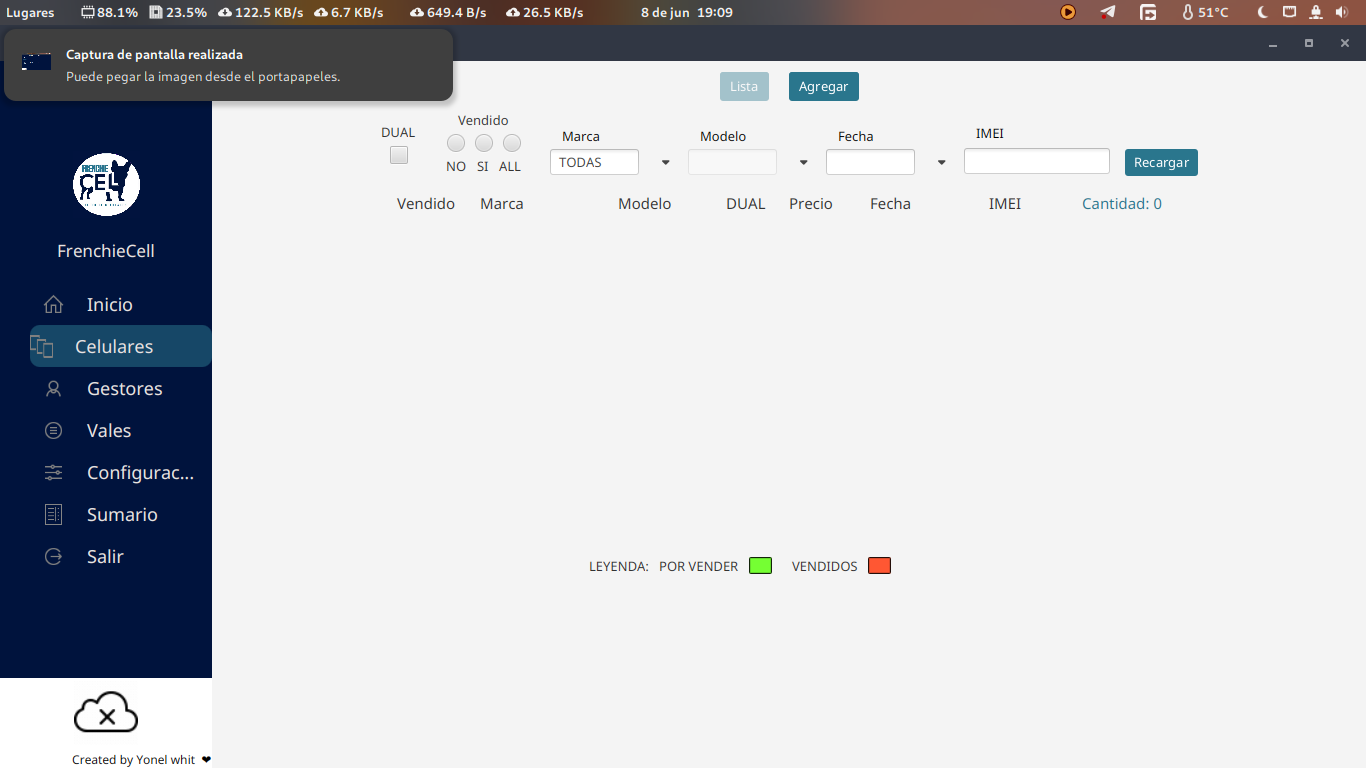 Lugares 88.1% 23.5% 122.5 KB/s 6.7 KB/s 649.4 B/s 26.5 KB/s 8 de jun 19:09 51°C
Captura de pantalla realizada
Puede pegar la imagen desde el portapapeles.
Lista Agregar
DUAL Vendido Marca Modelo Fecha IMEI
NO SI ALL TODAS Recargar
Vendido Marca Modelo DUAL Precio Fecha IMEI Cantidad: 0
FRENCHIE
CEL
FrenchieCell
Inicio
Celulares
Gestores
Vales
Configurac...
Sumario
Salir
LEYENDA: POR VENDER VENDIDOS
Created by Yonel whit ❤